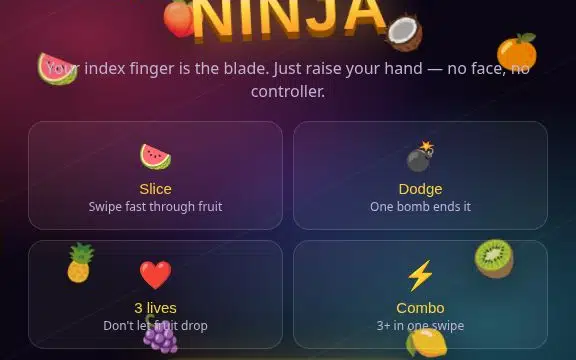 NINJA
Your index finger is the blade. Just raise your hand — no face, no
controller.
Slice
Swipe fast through fruit
Dodge
One bomb ends it
3 lives
Don't let fruit drop
Combo
3+ in one swipe